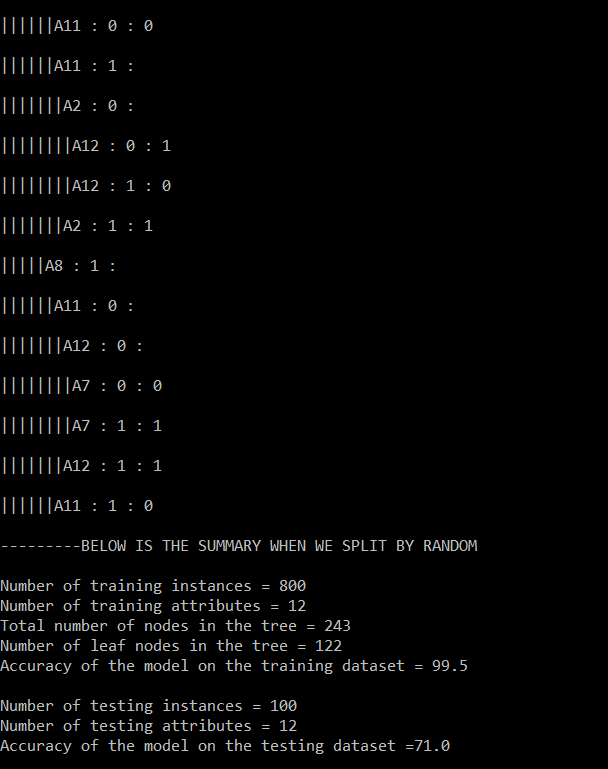 ||||||A11 : 0 : 0
||||||A11 : 1 :
|||||||A2 : 0 :
||||||||A12 : 0 : 1
||||||||A12 : 1 : 0
|||||||A2 : 1 : 1
|||||A8 : 1 :
||||||A11 : 0 :
|||||||A12 : 0 :
||||||||A7 : 0 : 0
||||||||A7 : 1 : 1
|||||||A12 : 1 : 1
||||||A11 : 1 : 0
---------BELOW IS THE SUMMARY WHEN WE SPLIT BY RANDOM
Number of training instances = 800
Number of training attributes = 12
Total number of nodes in the tree = 243
Number of leaf nodes in the tree = 122
Accuracy of the model on the training dataset = 99.5
Number of testing instances = 100
Number of testing attributes = 12
Accuracy of the model on the testing dataset =71.0